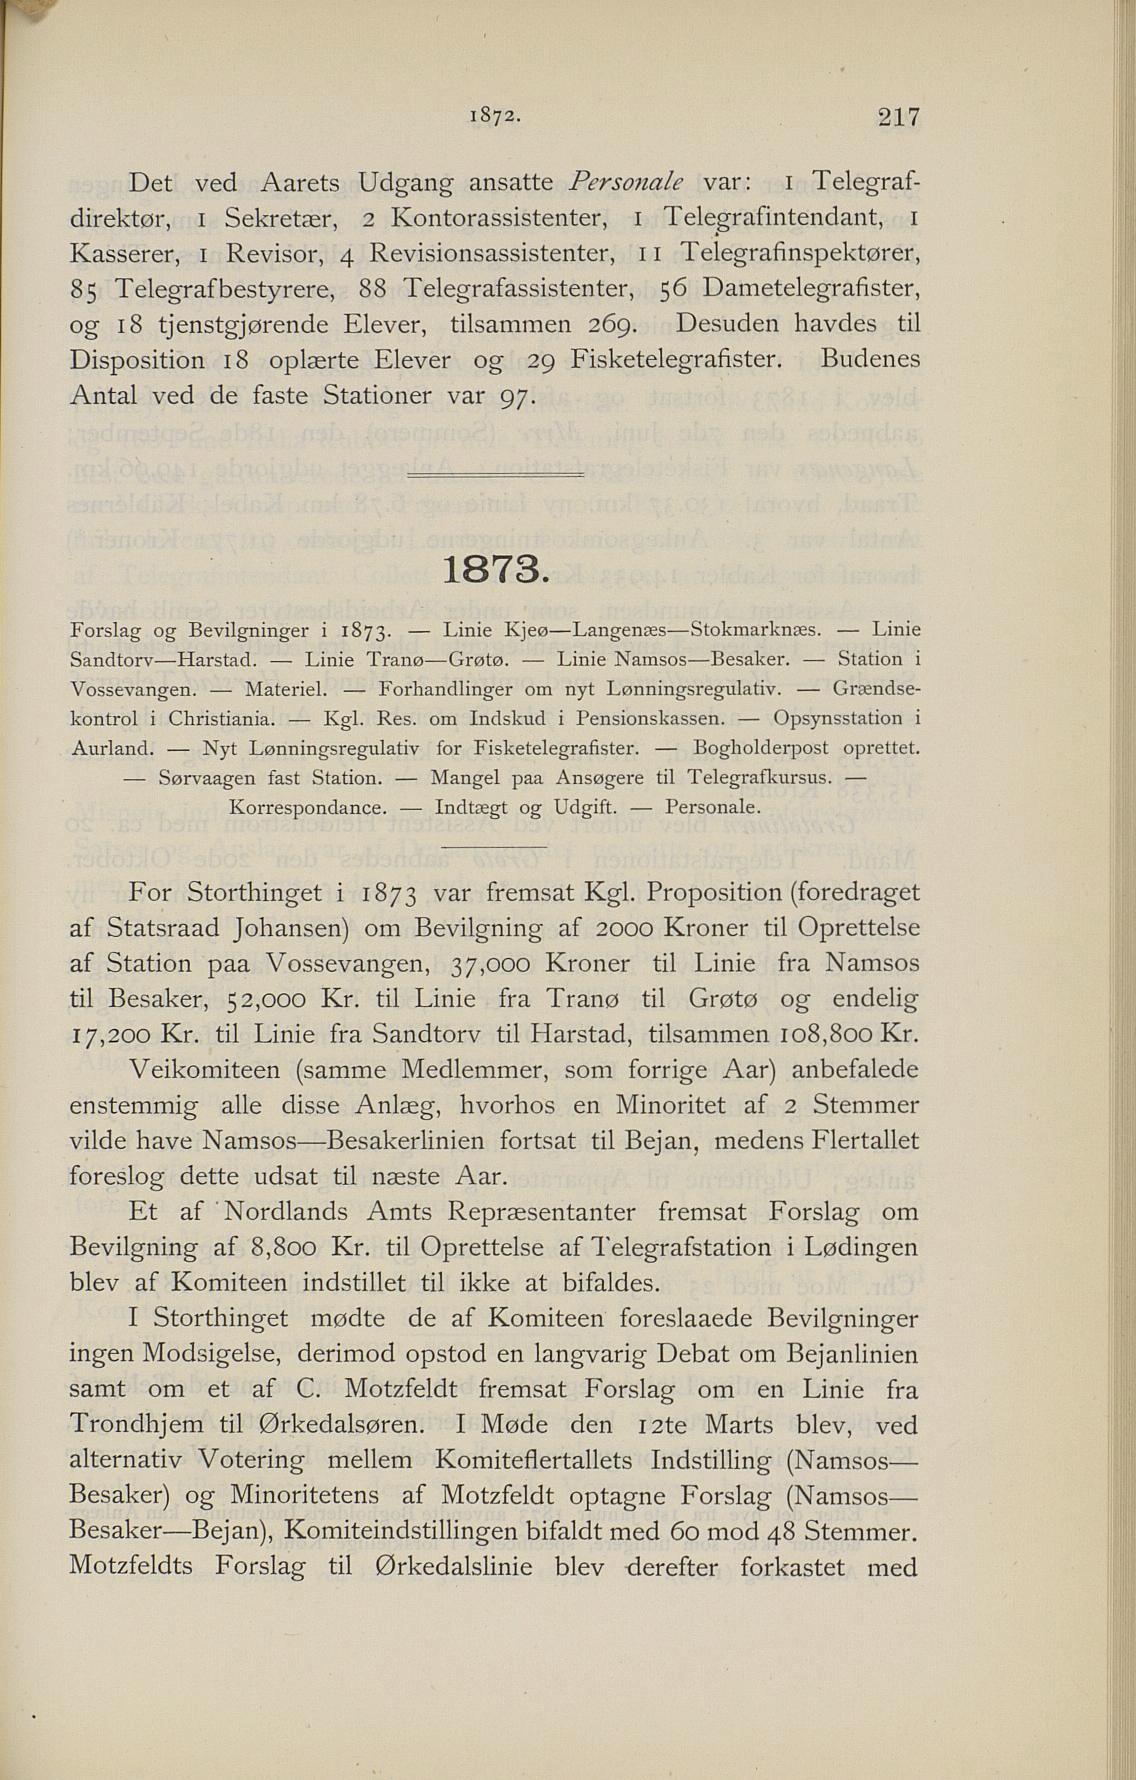 1872.
217
Det ved Aarets Udgang ansatte Personale var: 1 Telegraf-
direktør, 1 Sekretær, 2 Kontorassistenter, 1 Telegrafintendant, 1
Kasserer, 1 Revisor, 4 Revisionsassistenter, 11 Telegrafinspektører,
85 Telegrafbestyrere, 88 Telegrafassistenter, 56 Dametelegrafister,
og 18 tjenstgjørende Elever, tilsammen 269. Desuden havdes til
Disposition 18 oplærte Elever og 29 Fisketelegrafister. Budenes
Antal ved de faste Stationer var 97.
1873.
Forslag og Bevilgninger i 1873. — Linie Kjeø—Langenæs—Stokmarknæs. — Linie
Sandtorv—Harstad. — Linie Tranø—Grøtø. — Linie Namsos—Besaker. — Station i
Vossevangen. — Materiel. — Forhandlinger om nyt Lønningsregulativ. — Grændse-
kontrol i Christiania. — Kgl. Res. om Indskud i Pensionskassen. — Opsynsstation i
Aurland. — Nyt Lønningsregulativ for Fisketelegrafister. — Bogholderpost oprettet.
— Sørvaagen fast Station. — Mangel paa Ansøgere til Telegrafkursus. —
Korrespondance. — Indtægt og Udgift. — Personale.
For Storthinget i 1873 var fremsat Kgl. Proposition (foredraget
af Statsraad Johansen) om Bevilgning af 2000 Kroner til Oprettelse
af Station paa Vossevangen, 37,000 Kroner til Linie fra Namsos
til Besaker, 52,000 Kr. til Linie fra Tranø til Grøtø og endelig
17,200 Kr. til Linie fra Sandtorv til Harstad, tilsammen 108,800 Kr.
Veikomiteen (samme Medlemmer, som forrige Aar) anbefalede
enstemmig alle disse Anlæg, hvorhos en Minoritet af 2 Stemmer
vilde have Namsos—Besakerlinien fortsat til Bejan, medens Flertallet
foreslog dette udsat til næste Aar.
Et af Nordlands Amts Repræsentanter fremsat Forslag om
Bevilgning af 8,800 Kr. til Oprettelse af Telegrafstation i Lødingen
blev af Komiteen indstillet til ikke at bifaldes.
I Storthinget mødte de af Komiteen foreslaaede Bevilgninger
ingen Modsigelse, derimod opstod en langvarig Debat om Bejanlinien
samt om et af C. Motzfeldt fremsat Forslag om en Linie fra
Trondhjem til Ørkedalsøren. I Møde den 12te Marts blev, ved
alternativ Votering mellem Komiteflertallets Indstilling (Namsos—
Besaker) og Minoritetens af Motzfeldt optagne Forslag (Namsos—
Besaker—Bejan), Komiteindstillingen bifaldt med 60 mod 48 Stemmer.
Motzfeldts Forslag til Ørkedalslinie blev derefter forkastet med